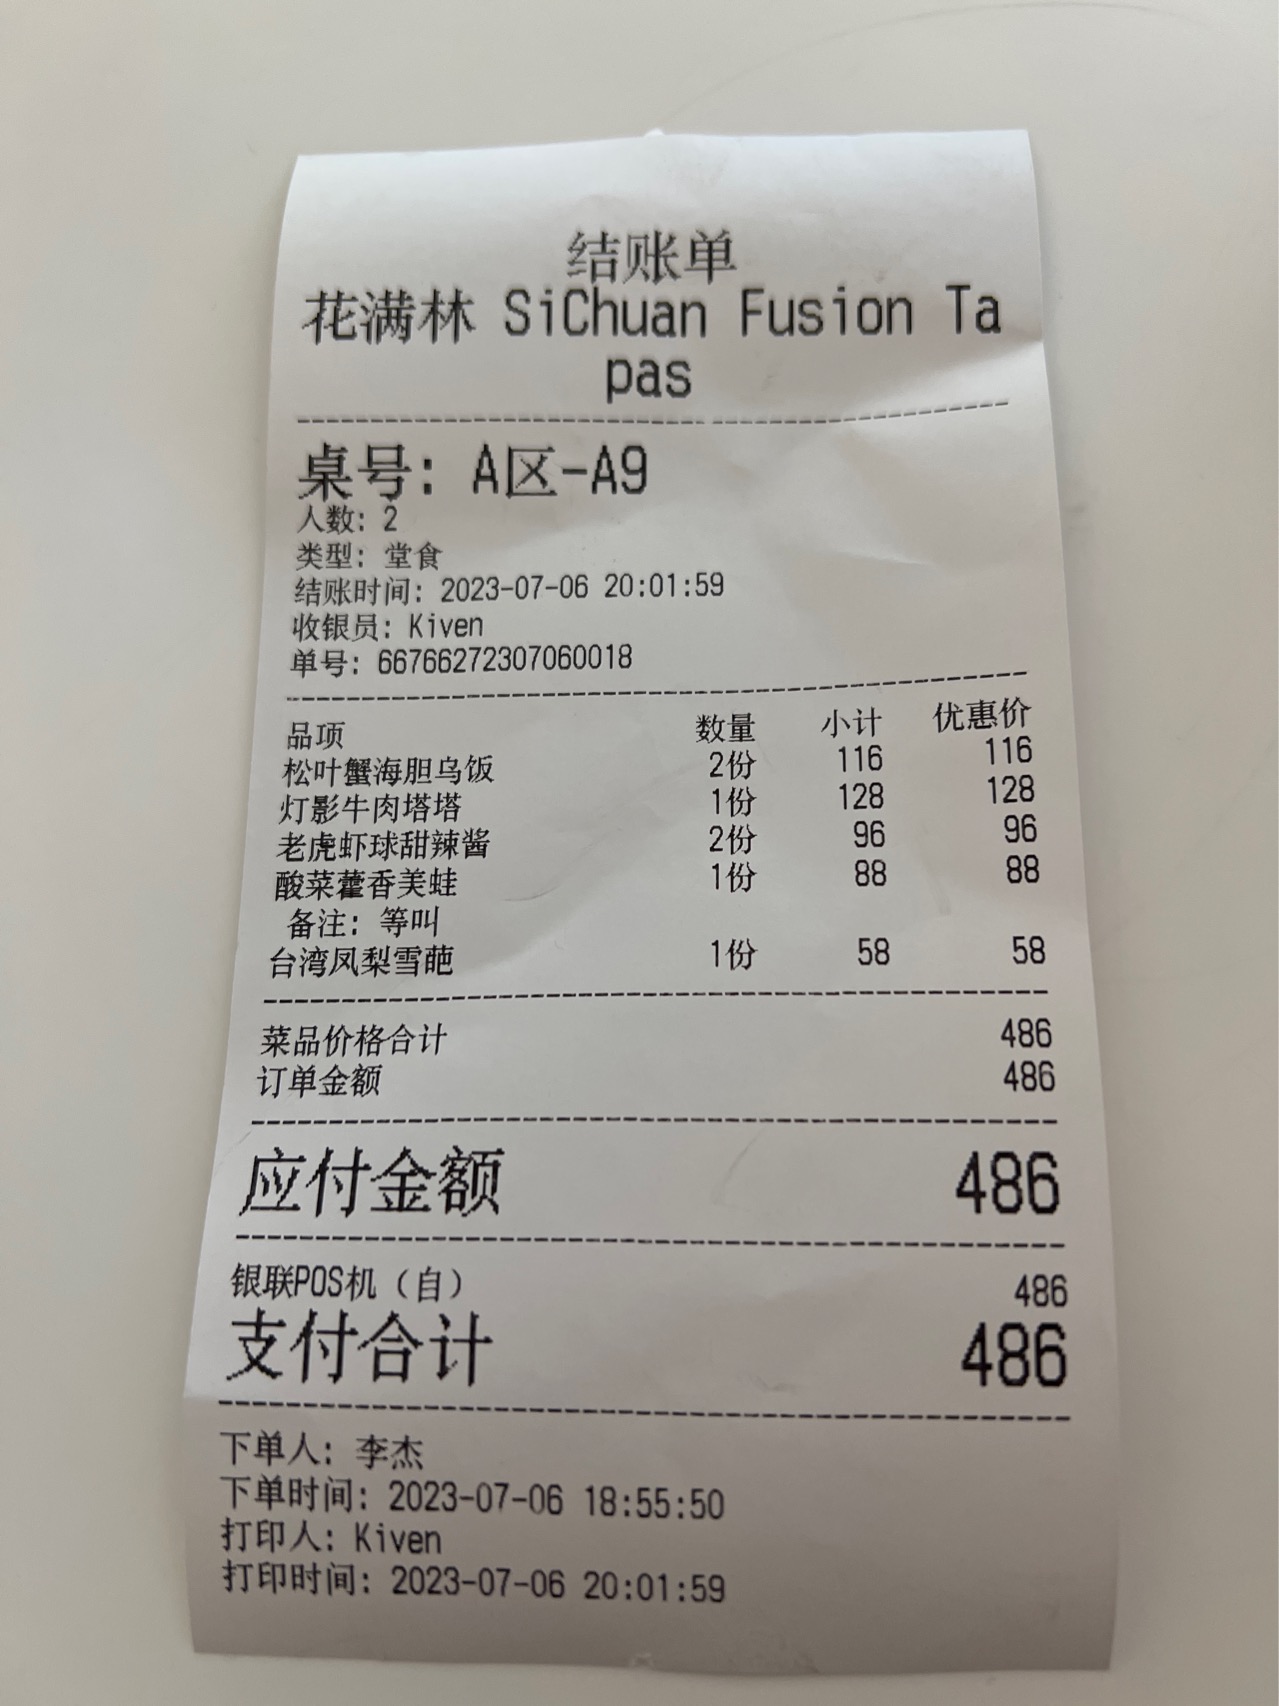 结账单
花满林 SiChuan Fusion Ta
pas
桌号: A区-A9
人数: 2
类型: 堂食
结账时间: 2023-07-06 20:01:59
收银员: Kiven
单号: 66766272307060018
品项 数量 小计 优惠价
松叶蟹海胆乌饭 2份 116 116
灯影牛肉塔塔 1份 128 128
老虎虾球甜辣酱 2份 96 96
酸菜藿香美蛙 1份 88 88
备注: 等叫
台湾凤梨雪葩 1份 58 58
菜品价格合计 486
订单金额 486
应付金额 486
银联POS机（自） 486
支付合计 486
下单人: 李杰
下单时间: 2023-07-06 18:55:50
打印人: Kiven
打印时间: 2023-07-06 20:01:59